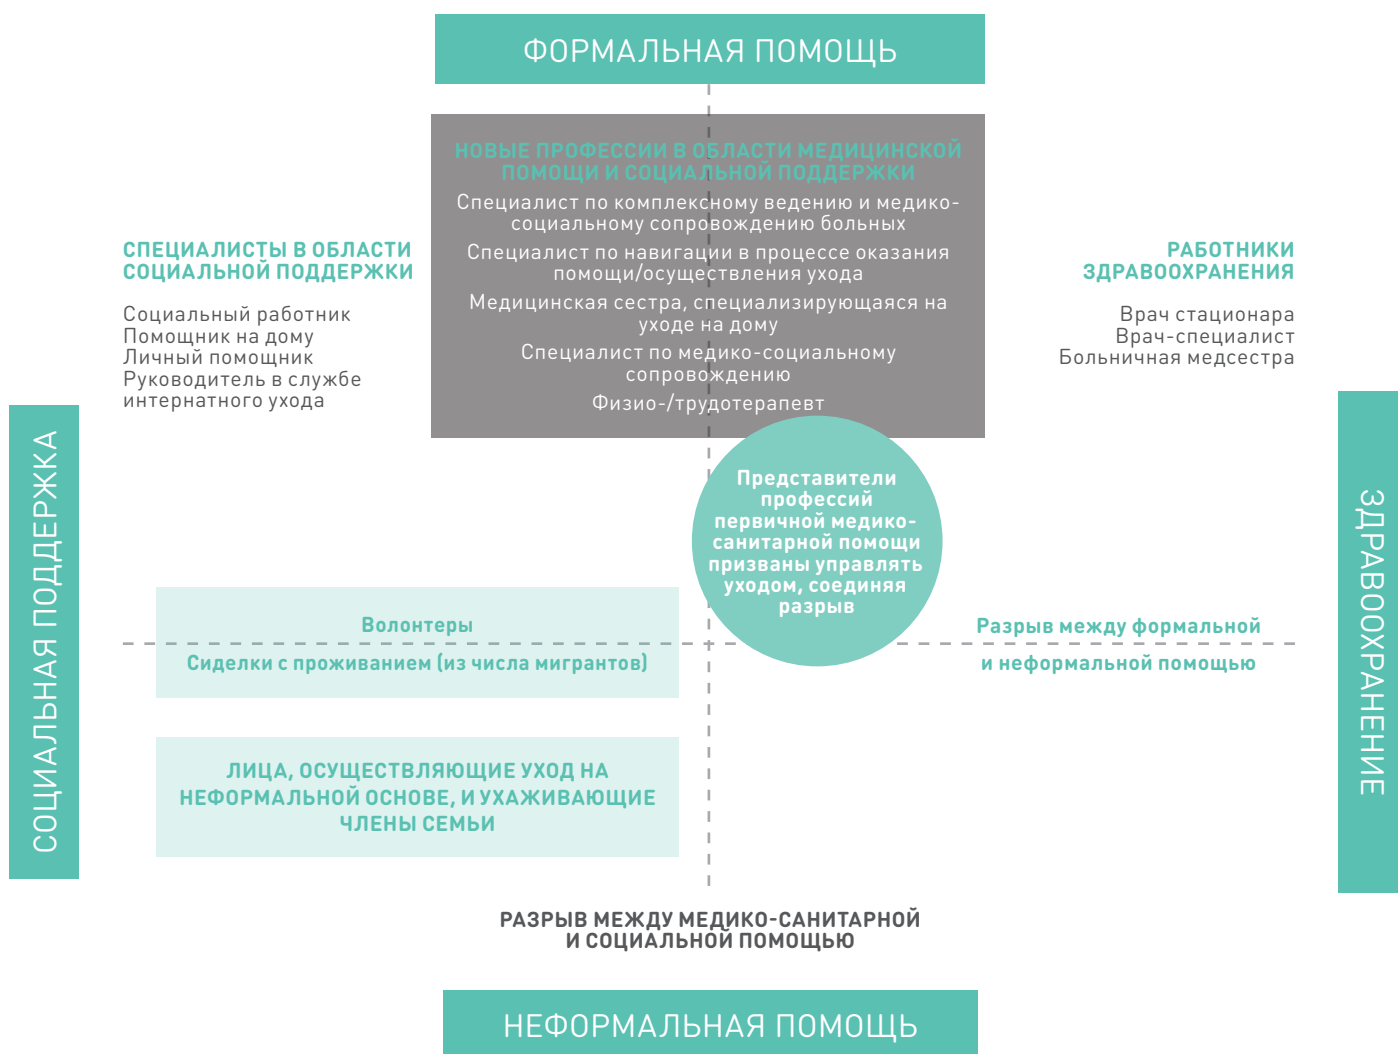 ФОРМАЛЬНАЯ ПОМОЩЬ
НОВЫЕ ПРОФЕССИИ В ОБЛАСТИ МЕДИЦИНСКОЙ
ПОМОЩИ И СОЦИАЛЬНОЙ ПОДДЕРЖКИ
Специалист по комплексному ведению и медико-
социальному сопровождению больных
Специалист по навигации в процессе оказания
помощи/осуществления ухода
Медицинская сестра, специализирующаяся на
уходе на дому
Специалист по медико-социальному
сопровождению
Физио-/трудотерапевт
СПЕЦИАЛИСТЫ В ОБЛАСТИ
СОЦИАЛЬНОЙ ПОДДЕРЖКИ
Социальный работник
Помощник на дому
Личный помощник
Руководитель в службе
интернатного ухода
РАБОТНИКИ
ЗДРАВООХРАНЕНИЯ
Врач стационара
Врач-специалист
Больничная медсестра
СОЦИАЛЬНАЯ ПОДДЕРЖКА
Представители
профессий
первичной медико-
санитарной помощи
призваны управлять
уходом, соединяя
разрыв
ЗДРАВООХРАНЕНИЕ
Волонтеры
Сиделки с проживанием (из числа мигрантов)
Разрыв между формальной
и неформальной помощью
ЛИЦА, ОСУЩЕСТВЛЯЮЩИЕ УХОД НА
НЕФОРМАЛЬНОЙ ОСНОВЕ, И УХАЖИВАЮЩИЕ
ЧЛЕНЫ СЕМЬИ
РАЗРЫВ МЕЖДУ МЕДИКО-САНИТАРНОЙ
И СОЦИАЛЬНОЙ ПОМОЩЬЮ
НЕФОРМАЛЬНАЯ ПОМОЩЬ